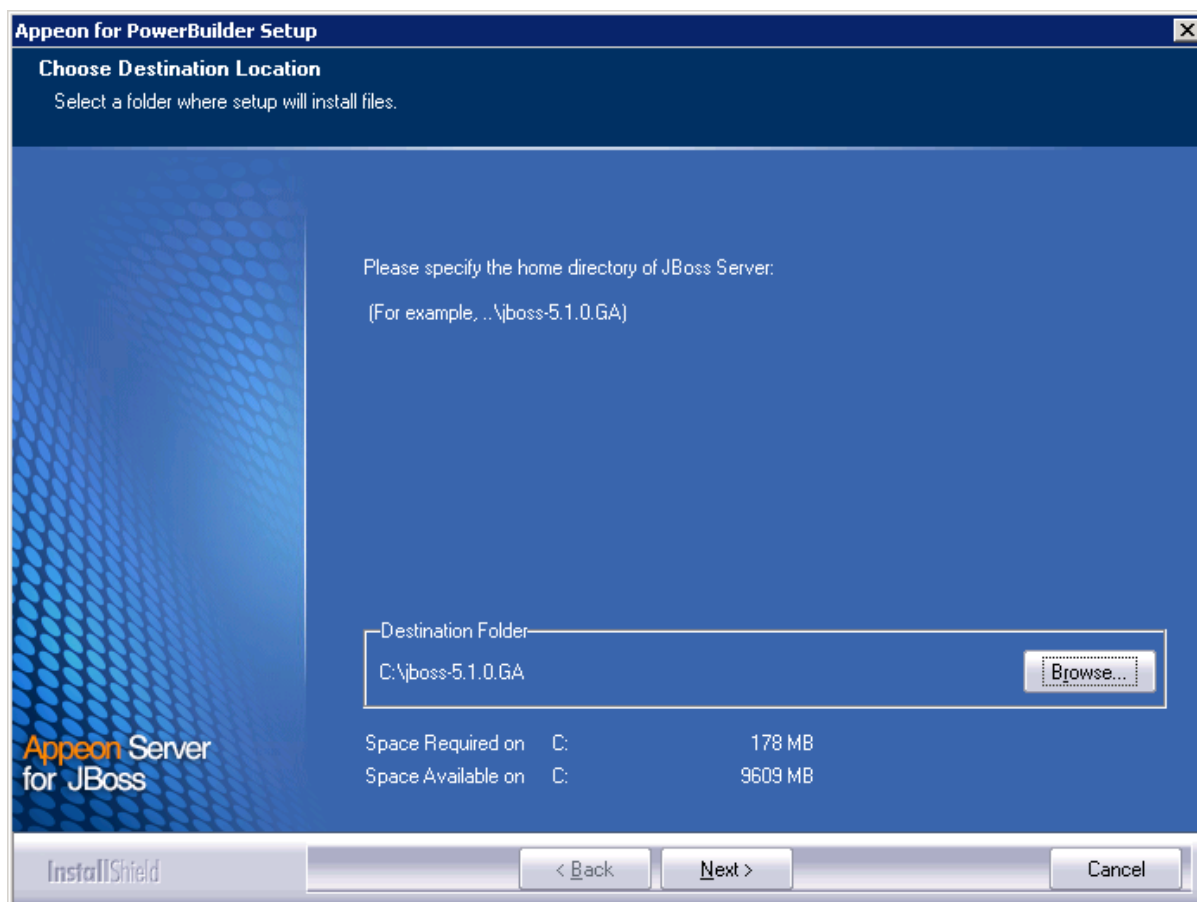 Appeon for PowerBuilder Setup
Choose Destination Location
Select a folder where setup will install files.
Please specify the home directory of JBoss Server:
(For example, ..\jboss-5.1.0.GA)
Destination Folder
C:\jboss-5.1.0.GA
Browse...
Space Required on C: 178 MB
Space Available on C: 9609 MB
Appeon Server
for JBoss
InstallShield
< Back
Next >
Cancel